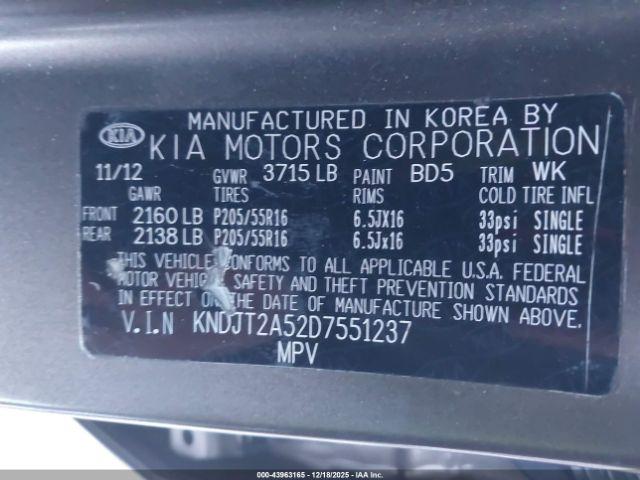 MANUFACTURED IN KOREA BY
KIA KIA MOTORS CORPORATION
11/12 GVWR 3715 LB PAINT BD5 TRIM WK
GAWR TIRES RIMS COLD TIRE INFL
FRONT 2160 LB P205/55R16 6.5JX16 33psi SINGLE
REAR 2138 LB P205/55R16 6.5Jx16 33psi SINGLE
THIS VEHICLE CONFORMS TO ALL APPLICABLE U.S.A. FEDERAL
MOTOR VEHICL SAFETY AND THEFT PREVENTION STANDARDS
IN EFFECT ON THE DATE OF MANUFACTURE SHOWN ABOVE.
V.I.N KNDJT2A52D7551237
MPV
000-43963165 - 12/18/2025 - IAAI.COM